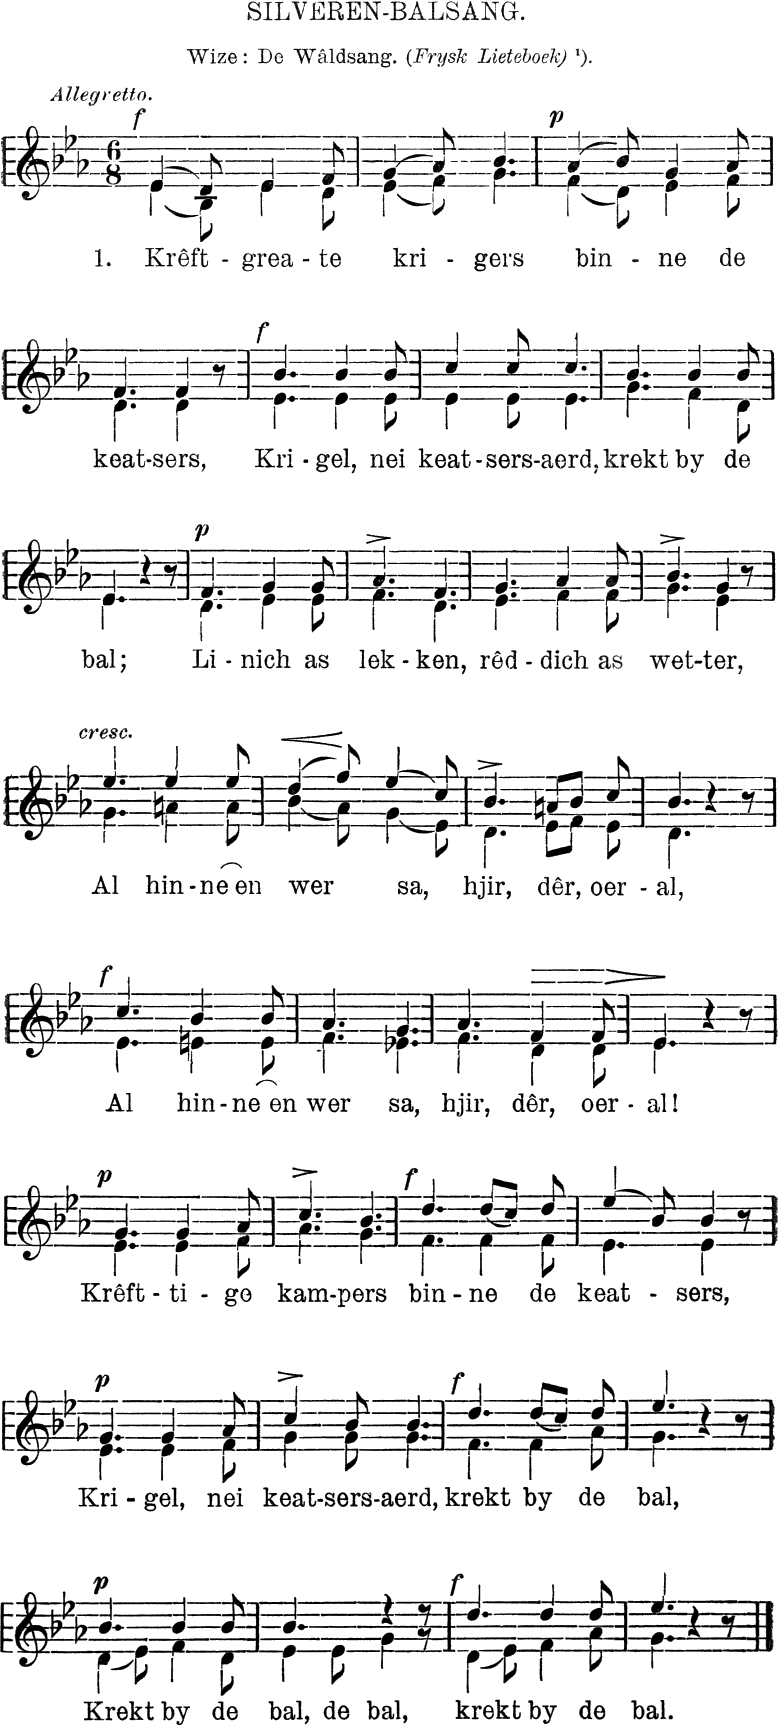 SILVEREN-BALSANG.
Wize: De Wâldsang. (Frysk Lieteboek) ¹).
Allegretto.
f
p
6
8
1. Krêft - grea - te kri - gers bin - ne de
f
keat-sers, Kri - gel, nei keat-sers-aerd, krekt by de
p
bal; Li - nich as lek - ken, rêd - dich as wet-ter,
cresc.
Al hin-ne en wer sa, hjir, dêr, oer - al,
f
Al hin-ne en wer sa, hjir, dêr, oer - al!
p f
Krêft - ti - ge kam-pers bin - ne de keat - sers,
p f
Kri - gel, nei keat-sers-aerd, krekt by de bal,
p f
Krekt by de bal, de bal, krekt by de bal.